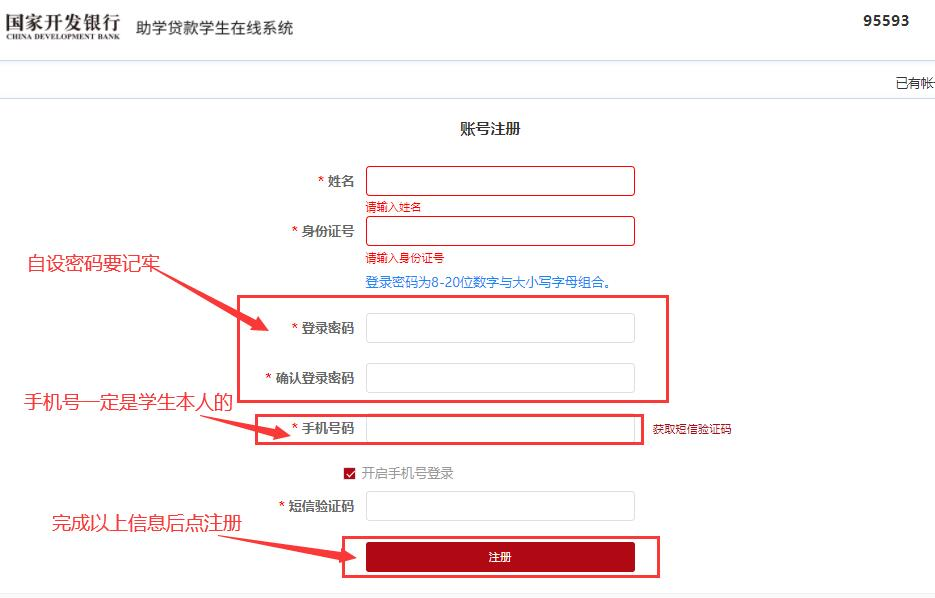 国家开发银行
CHINA DEVELOPMENT BANK
助学贷款学生在线系统
95593
已有帐
账号注册
* 姓名
请输入姓名
* 身份证号
请输入身份证号
自设密码要记牢
登录密码为8-20位数字与大小写字母组合。
* 登录密码
* 确认登录密码
手机号一定是学生本人的
* 手机号码
获取短信验证码
开启手机号登录
* 短信验证码
完成以上信息后点注册
注册